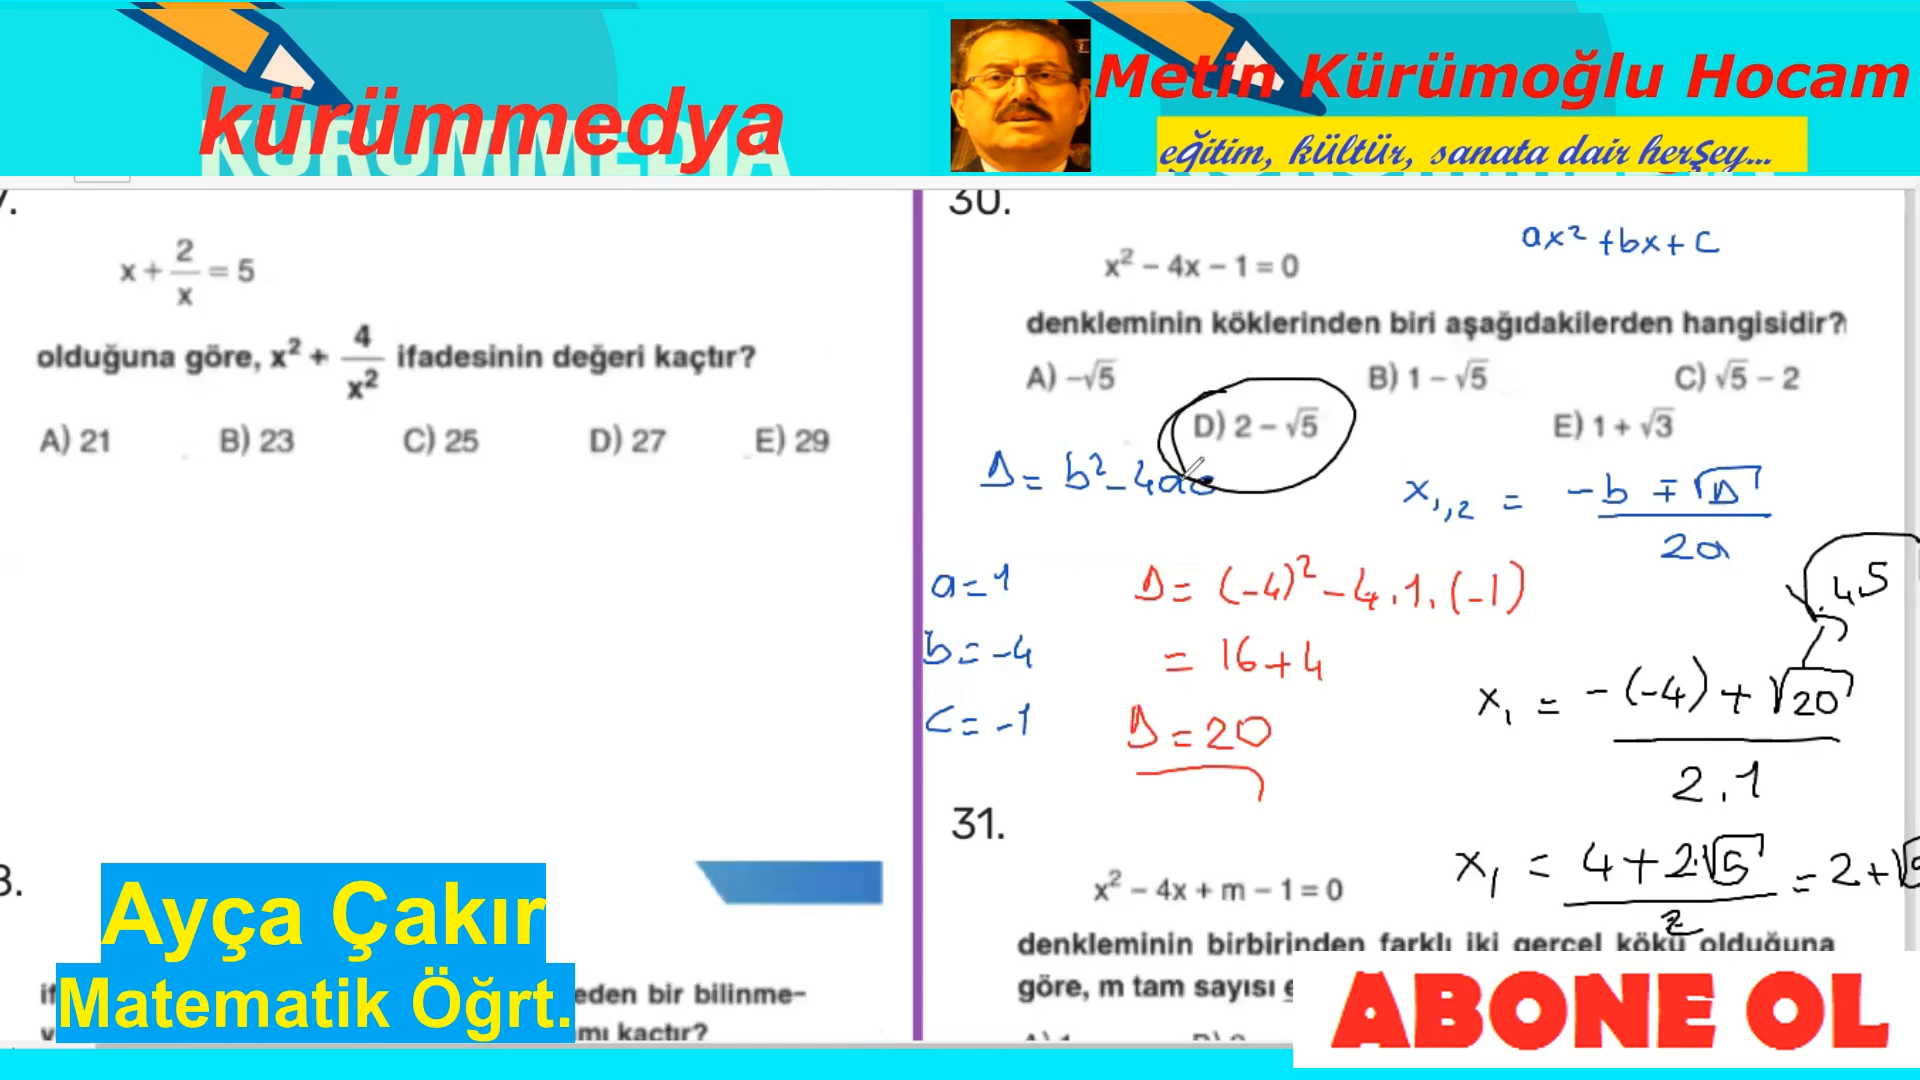 kürümmedya
KÜRÜMMEDYA
Metin Kürümoğlu Hocam
eğitim, kültür, sanata dair herşey...
x + 2/x = 5
olduğuna göre, x² + 4/x² ifadesinin değeri kaçtır?
A) 21 B) 23 C) 25 D) 27 E) 29
Ayça Çakır
Matematik Öğrt.
eden bir bilinme-
mı kaçtır?
30.
ax² + bx + c
x² − 4x − 1 = 0
denkleminin köklerinden biri aşağıdakilerden hangisidir?
A) −√5 B) 1 − √5 C) √5 − 2
D) 2 − √5 E) 1 + √3
Δ = b² − 4ac
x₁,₂ = (−b ∓ √Δ) / 2a
a = 1
b = −4
c = −1
Δ = (−4)² − 4.1.(−1)
= 16 + 4
Δ = 20
√4.5
x₁ = (−(−4) + √20) / 2.1
x₁ = (4 + 2√5) / 2 = 2 + √5
31.
x² − 4x + m − 1 = 0
denkleminin birbirinden farklı iki gerçel kökü olduğuna
göre, m tam sayısı
ABONE OL